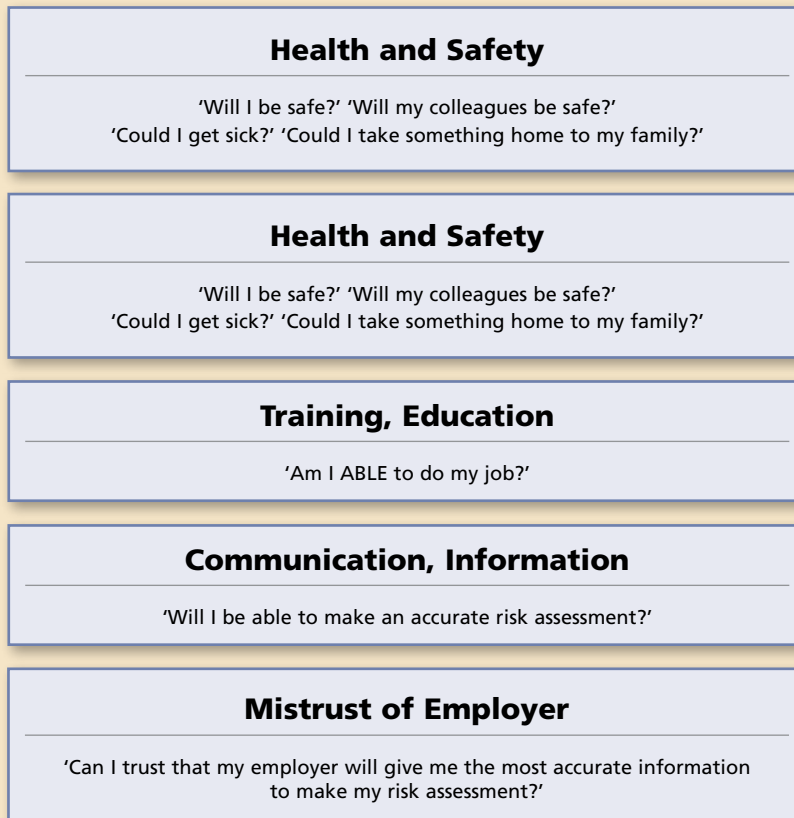 Health and Safety
‘Will I be safe?’ ‘Will my colleagues be safe?’
‘Could I get sick?’ ‘Could I take something home to my family?’
Health and Safety
‘Will I be safe?’ ‘Will my colleagues be safe?’
‘Could I get sick?’ ‘Could I take something home to my family?’
Training, Education
‘Am I ABLE to do my job?’
Communication, Information
‘Will I be able to make an accurate risk assessment?’
Mistrust of Employer
‘Can I trust that my employer will give me the most accurate information
to make my risk assessment?’